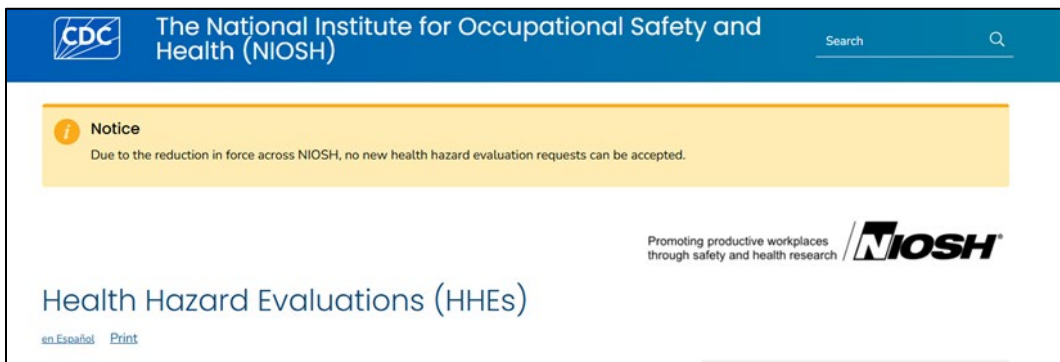 CDC
The National Institute for Occupational Safety and
Health (NIOSH)
Search
Notice
Due to the reduction in force across NIOSH, no new health hazard evaluation requests can be accepted.
Promoting productive workplaces
through safety and health research
NIOSH®
Health Hazard Evaluations (HHEs)
en Español Print